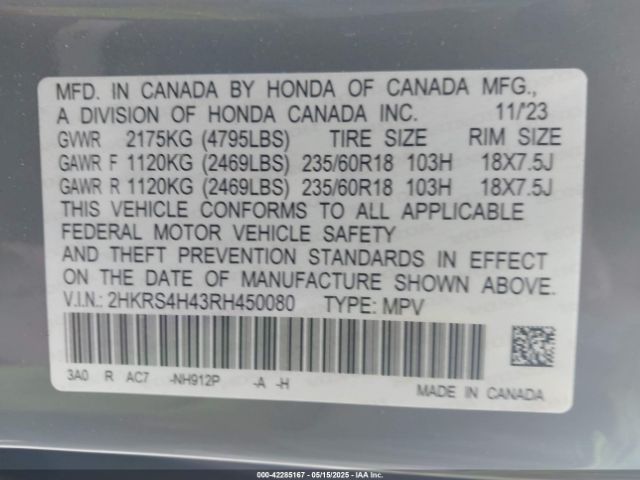 MFD. IN CANADA BY HONDA OF CANADA MFG.,
A DIVISION OF HONDA CANADA INC. 11/'23
GVWR 2175KG (4795LBS) TIRE SIZE RIM SIZE
GAWR F 1120KG (2469LBS) 235/60R18 103H 18X7.5J
GAWR R 1120KG (2469LBS) 235/60R18 103H 18X7.5J
THIS VEHICLE CONFORMS TO ALL APPLICABLE
FEDERAL MOTOR VEHICLE SAFETY
AND THEFT PREVENTION STANDARDS IN EFFECT
ON THE DATE OF MANUFACTURE SHOWN ABOVE.
V.I.N.: 2HKRS4H43RH450080 TYPE: MPV
3A0 R AC7 -NH912P -A -H
MADE IN CANADA
000-42285167 - 05/15/2025 - IAA Inc.